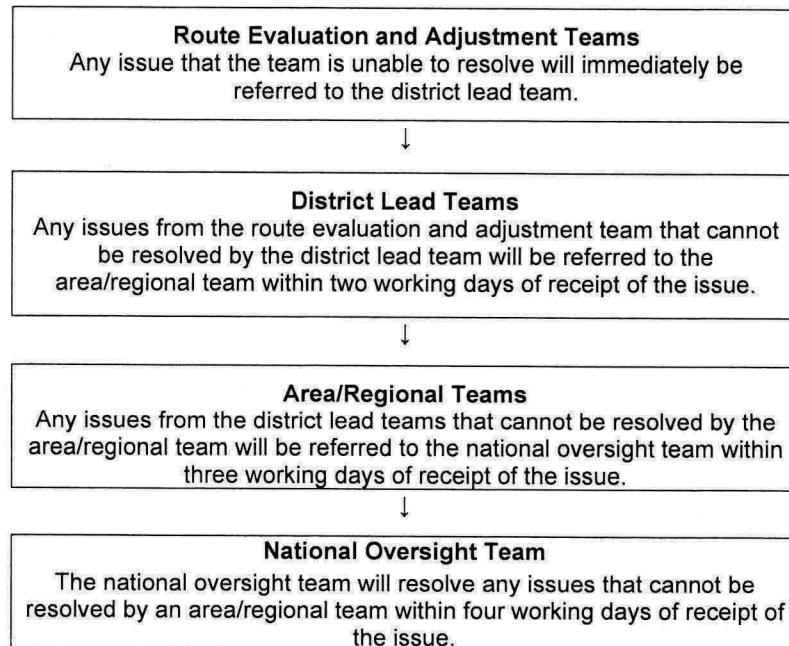 Route Evaluation and Adjustment Teams
Any issue that the team is unable to resolve will immediately be
referred to the district lead team.
↓
District Lead Teams
Any issues from the route evaluation and adjustment team that cannot
be resolved by the district lead team will be referred to the
area/regional team within two working days of receipt of the issue.
↓
Area/Regional Teams
Any issues from the district lead teams that cannot be resolved by the
area/regional team will be referred to the national oversight team within
three working days of receipt of the issue.
↓
National Oversight Team
The national oversight team will resolve any issues that cannot be
resolved by an area/regional team within four working days of receipt of
the issue.